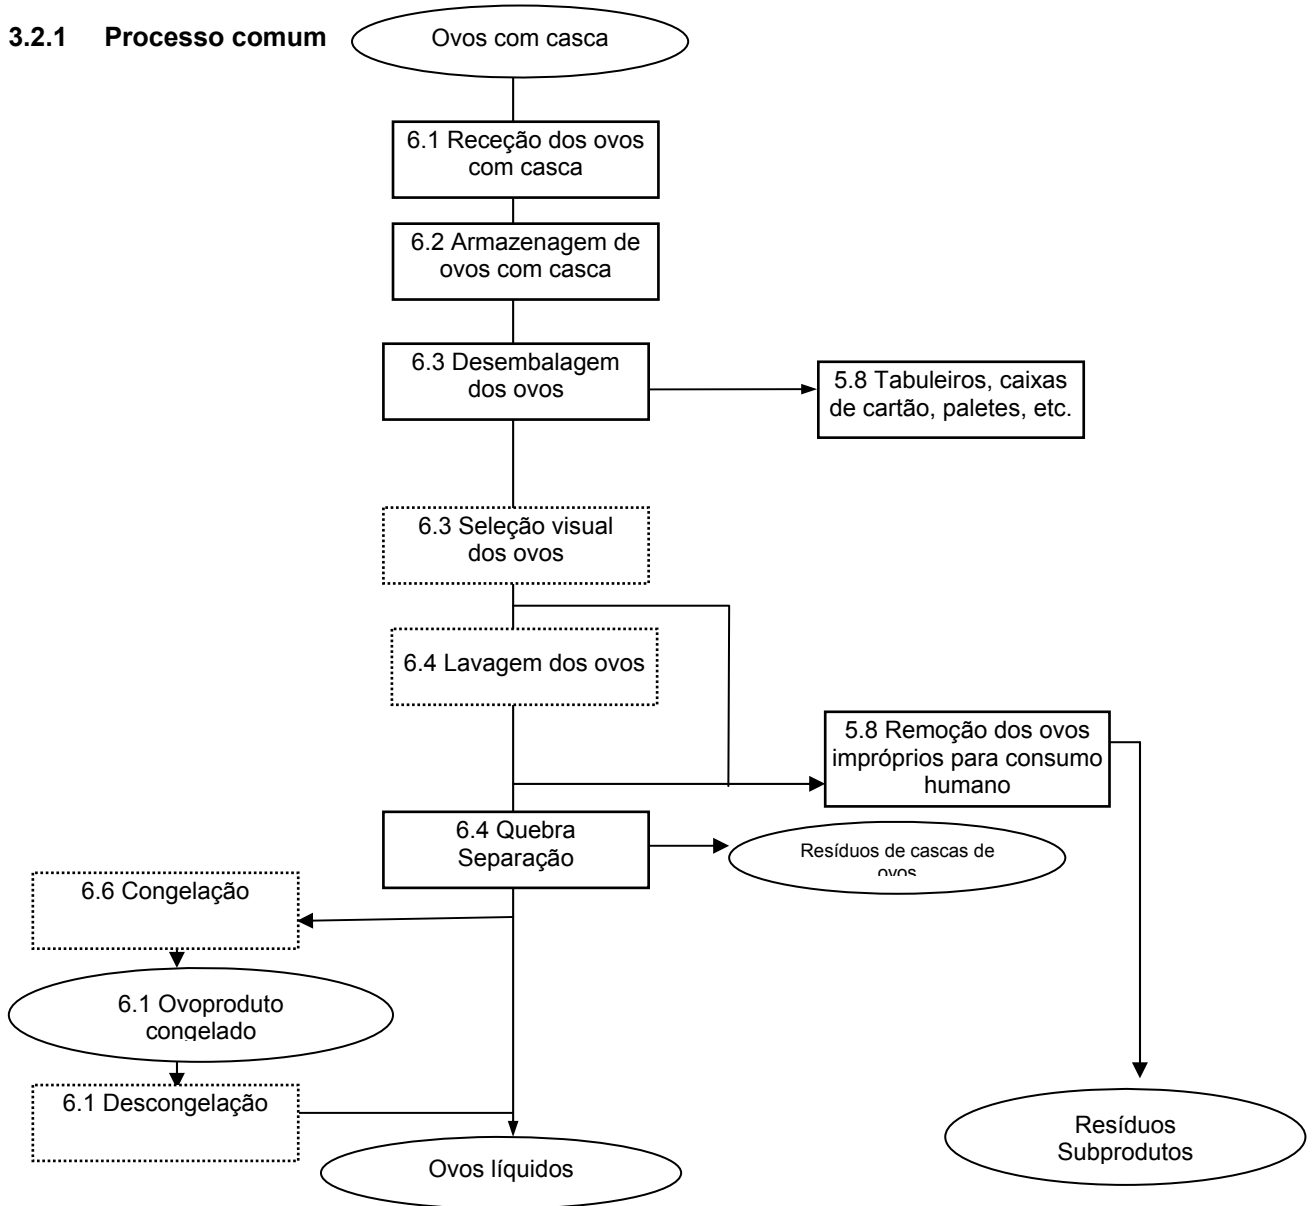 3.2.1 Processo comum
Ovos com casca
6.1 Receção dos ovos
com casca
6.2 Armazenagem de
ovos com casca
6.3 Desembalagem
dos ovos
5.8 Tabuleiros, caixas
de cartão, paletes, etc.
6.3 Seleção visual
dos ovos
6.4 Lavagem dos ovos
5.8 Remoção dos ovos
impróprios para consumo
humano
6.4 Quebra
Separação
Resíduos de cascas de
ovos
6.6 Congelação
6.1 Ovoproduto
congelado
6.1 Descongelação
Ovos líquidos
Resíduos
Subprodutos